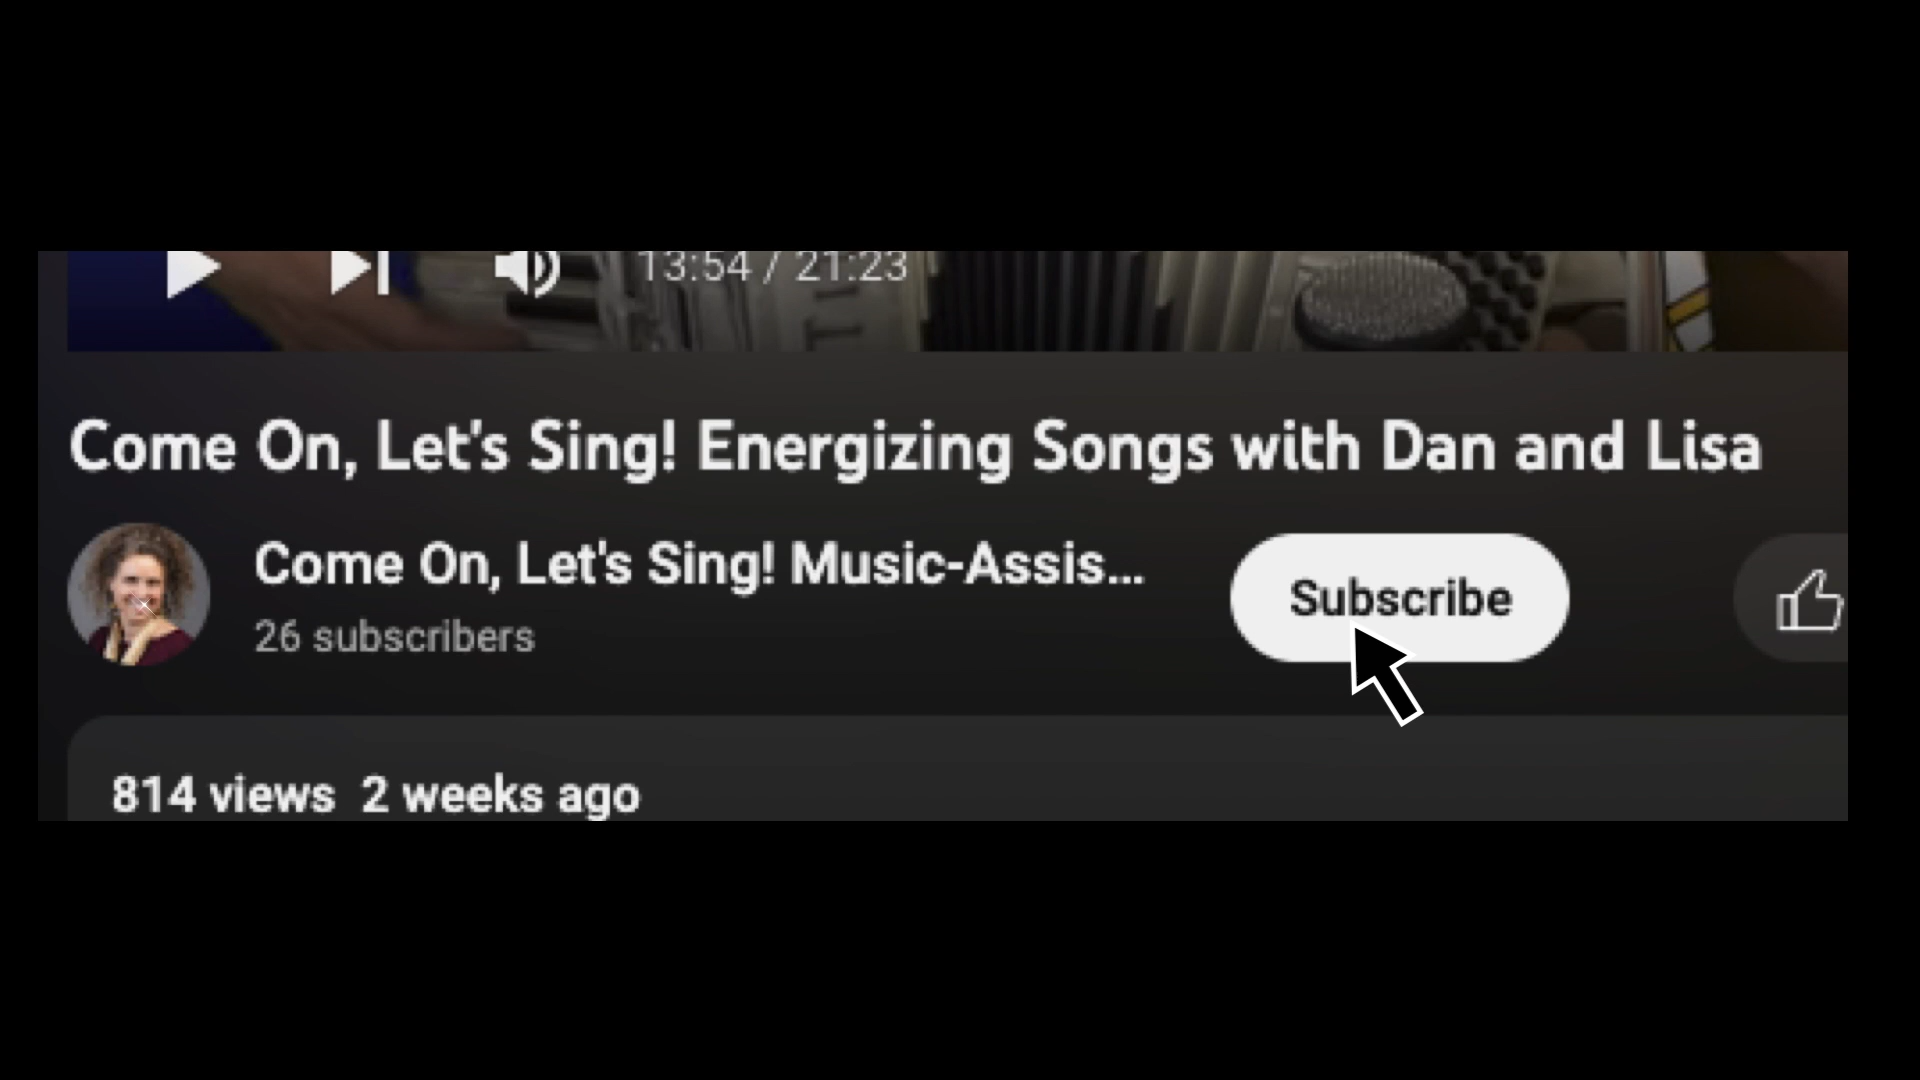 13:54 / 21:23
Come On, Let's Sing! Energizing Songs with Dan and Lisa
Come On, Let's Sing! Music-Assis...
Subscribe
26 subscribers
814 views 2 weeks ago